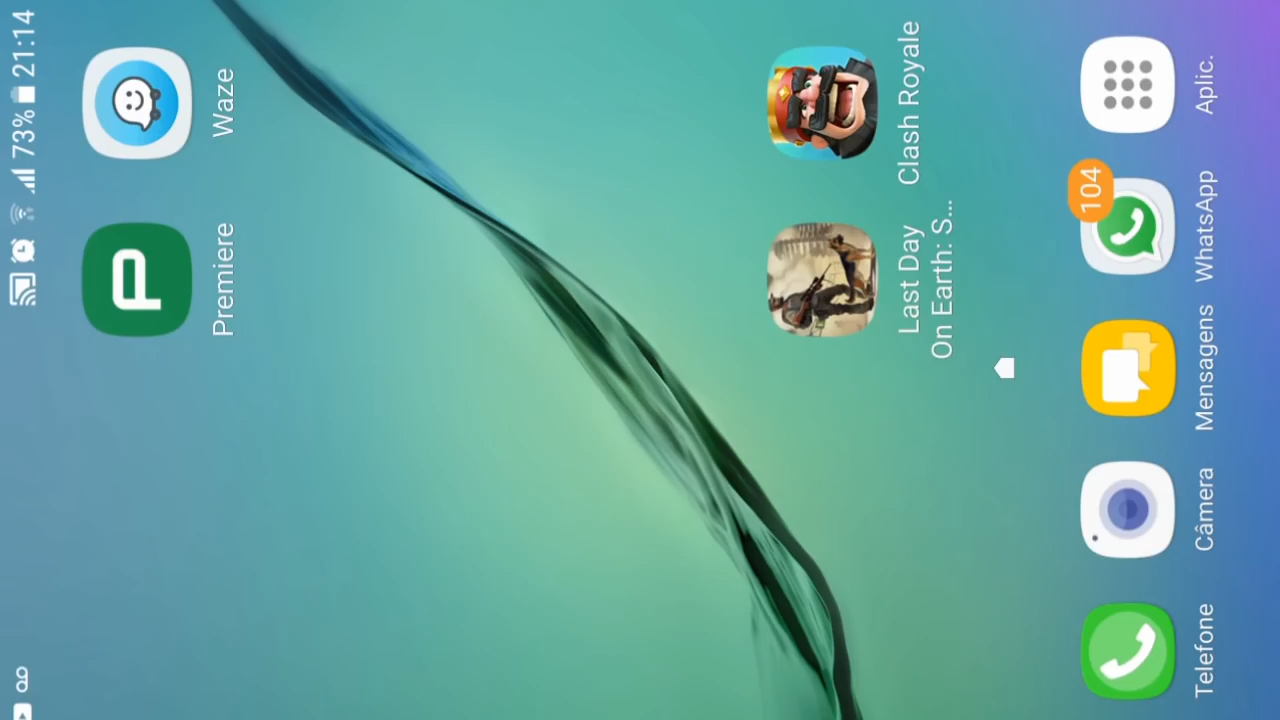 73% 21:14
Premiere
Waze
Last Day
On Earth: S...
Clash Royale
104
Telefone
Câmera
Mensagens
WhatsApp
Aplic.